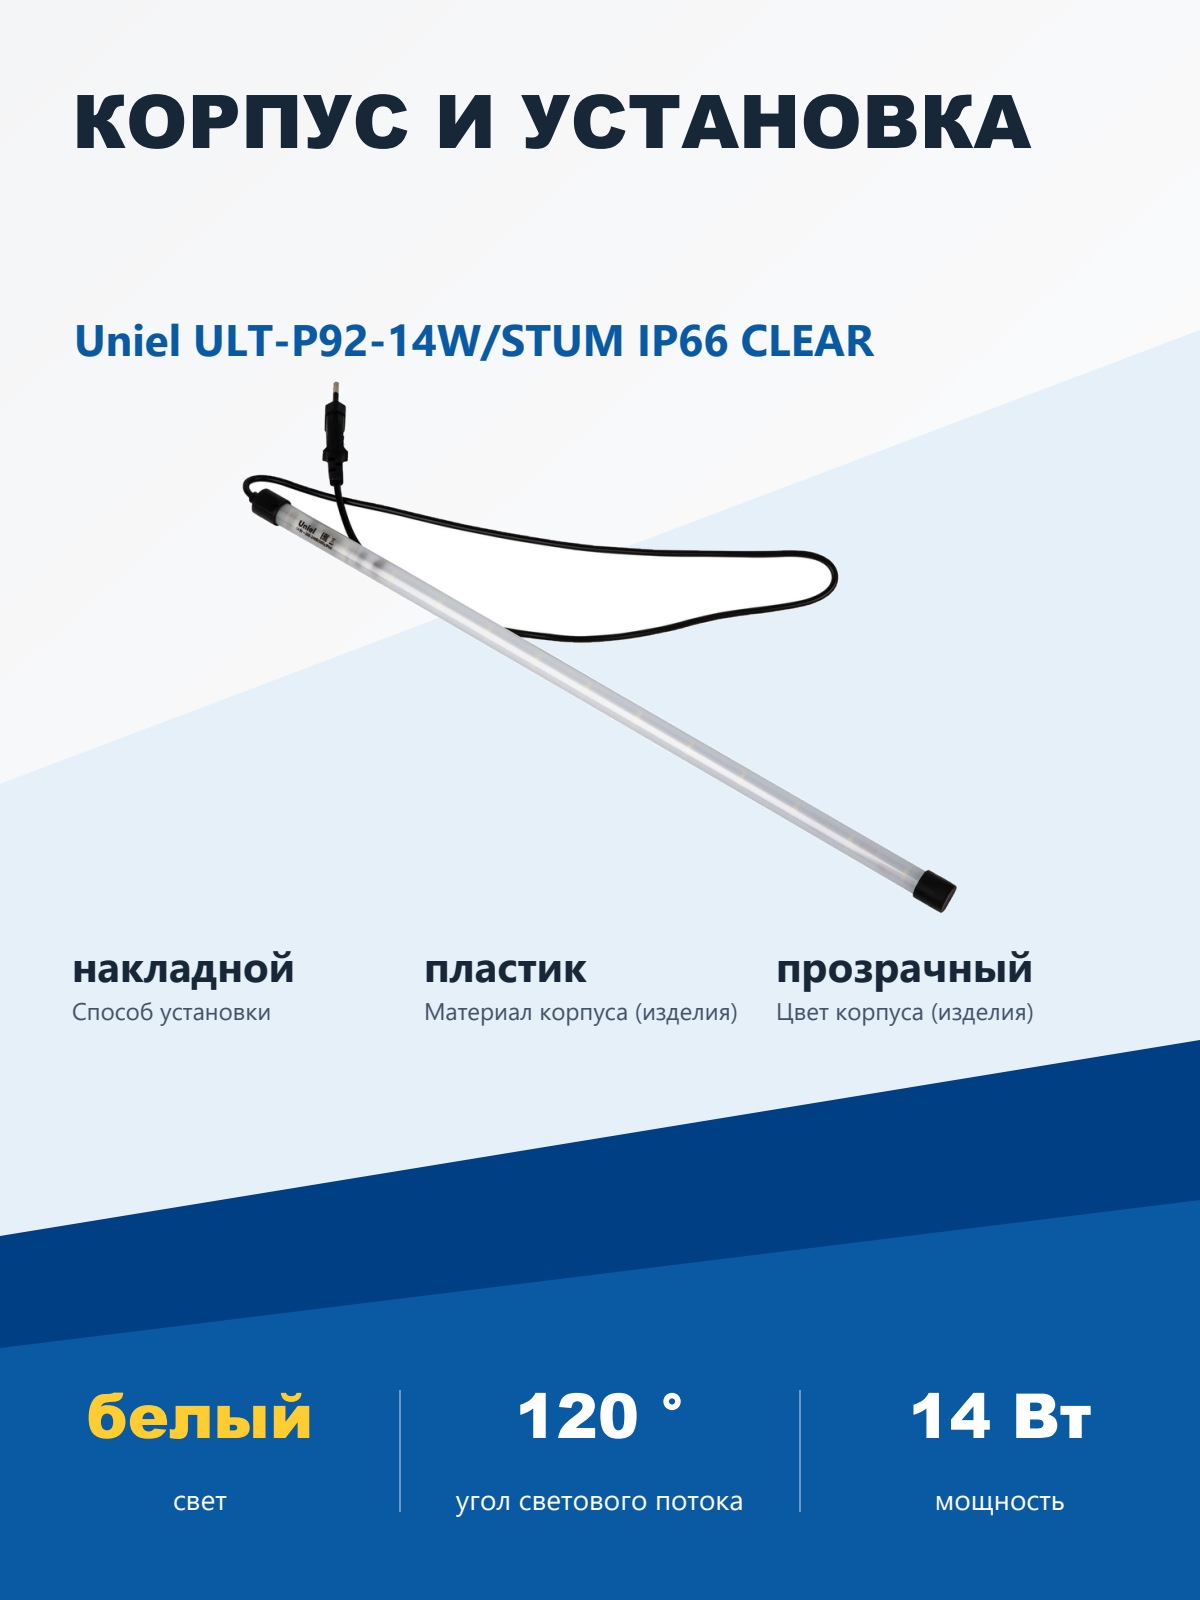 КОРПУС И УСТАНОВКА
Uniel ULT-P92-14W/STUM IP66 CLEAR
Uniel
накладной
пластик
прозрачный
Способ установки
Материал корпуса (изделия)
Цвет корпуса (изделия)
белый
120 °
14 Вт
свет
угол светового потока
мощность